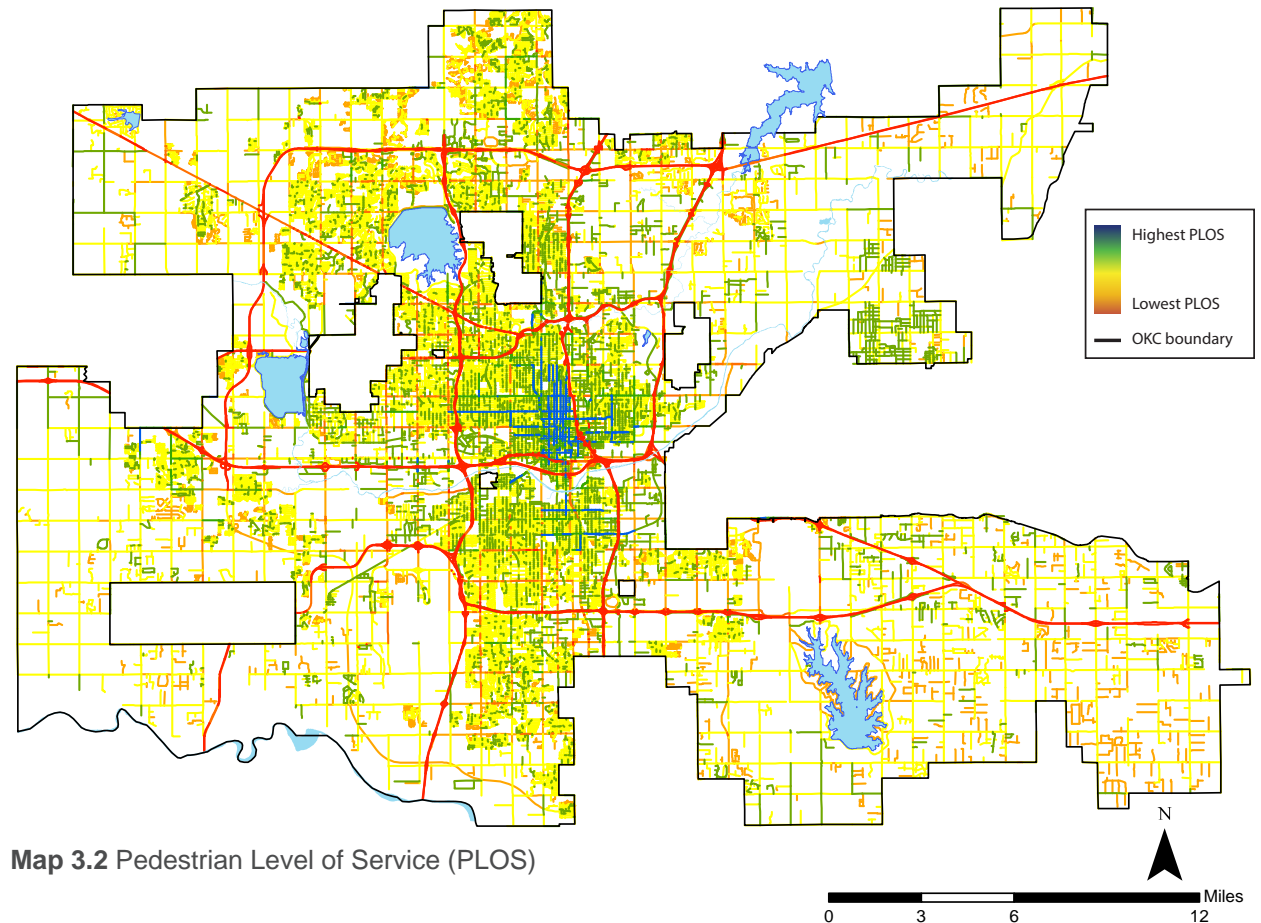 Highest PLOS
Lowest PLOS
OKC boundary
Map 3.2 Pedestrian Level of Service (PLOS)
N
Miles
0 3 6 12